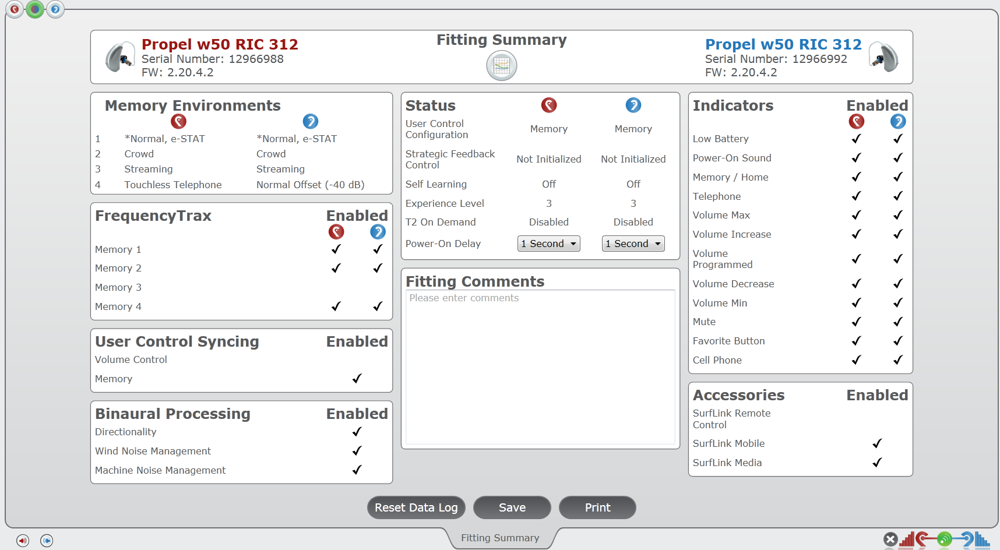 Propel w50 RIC 312
Serial Number: 12966988
FW: 2.20.4.2
Fitting Summary
Propel w50 RIC 312
Serial Number: 12966992
FW: 2.20.4.2
Memory Environments
1 *Normal, e-STAT *Normal, e-STAT
2 Crowd Crowd
3 Streaming Streaming
4 Touchless Telephone Normal Offset (-40 dB)
FrequencyTrax Enabled
Memory 1
Memory 2
Memory 3
Memory 4
User Control Syncing Enabled
Volume Control
Memory
Binaural Processing Enabled
Directionality
Wind Noise Management
Machine Noise Management
Status
User Control
Configuration Memory Memory
Strategic Feedback
Control Not Initialized Not Initialized
Self Learning Off Off
Experience Level 3 3
T2 On Demand Disabled Disabled
Power-On Delay 1 Second 1 Second
Fitting Comments
Please enter comments
Indicators Enabled
Low Battery
Power-On Sound
Memory / Home
Telephone
Volume Max
Volume Increase
Volume
Programmed
Volume Decrease
Volume Min
Mute
Favorite Button
Cell Phone
Accessories Enabled
SurfLink Remote
Control
SurfLink Mobile
SurfLink Media
Reset Data Log Save Print
Fitting Summary